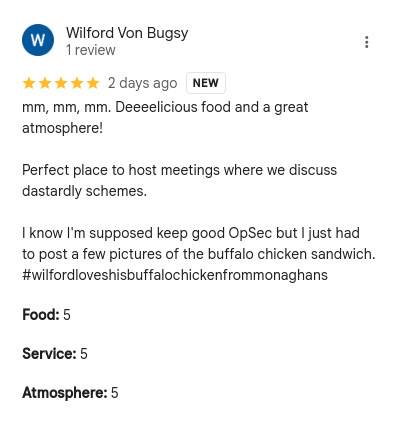 W
Wilford Von Bugsy
1 review
2 days ago NEW
mm, mm, mm. Deeeelicious food and a great
atmosphere!
Perfect place to host meetings where we discuss
dastardly schemes.
I know I'm supposed keep good OpSec but I just had
to post a few pictures of the buffalo chicken sandwich.
#wilfordloveshisbuffalochickenfrommonaghans
Food: 5
Service: 5
Atmosphere: 5